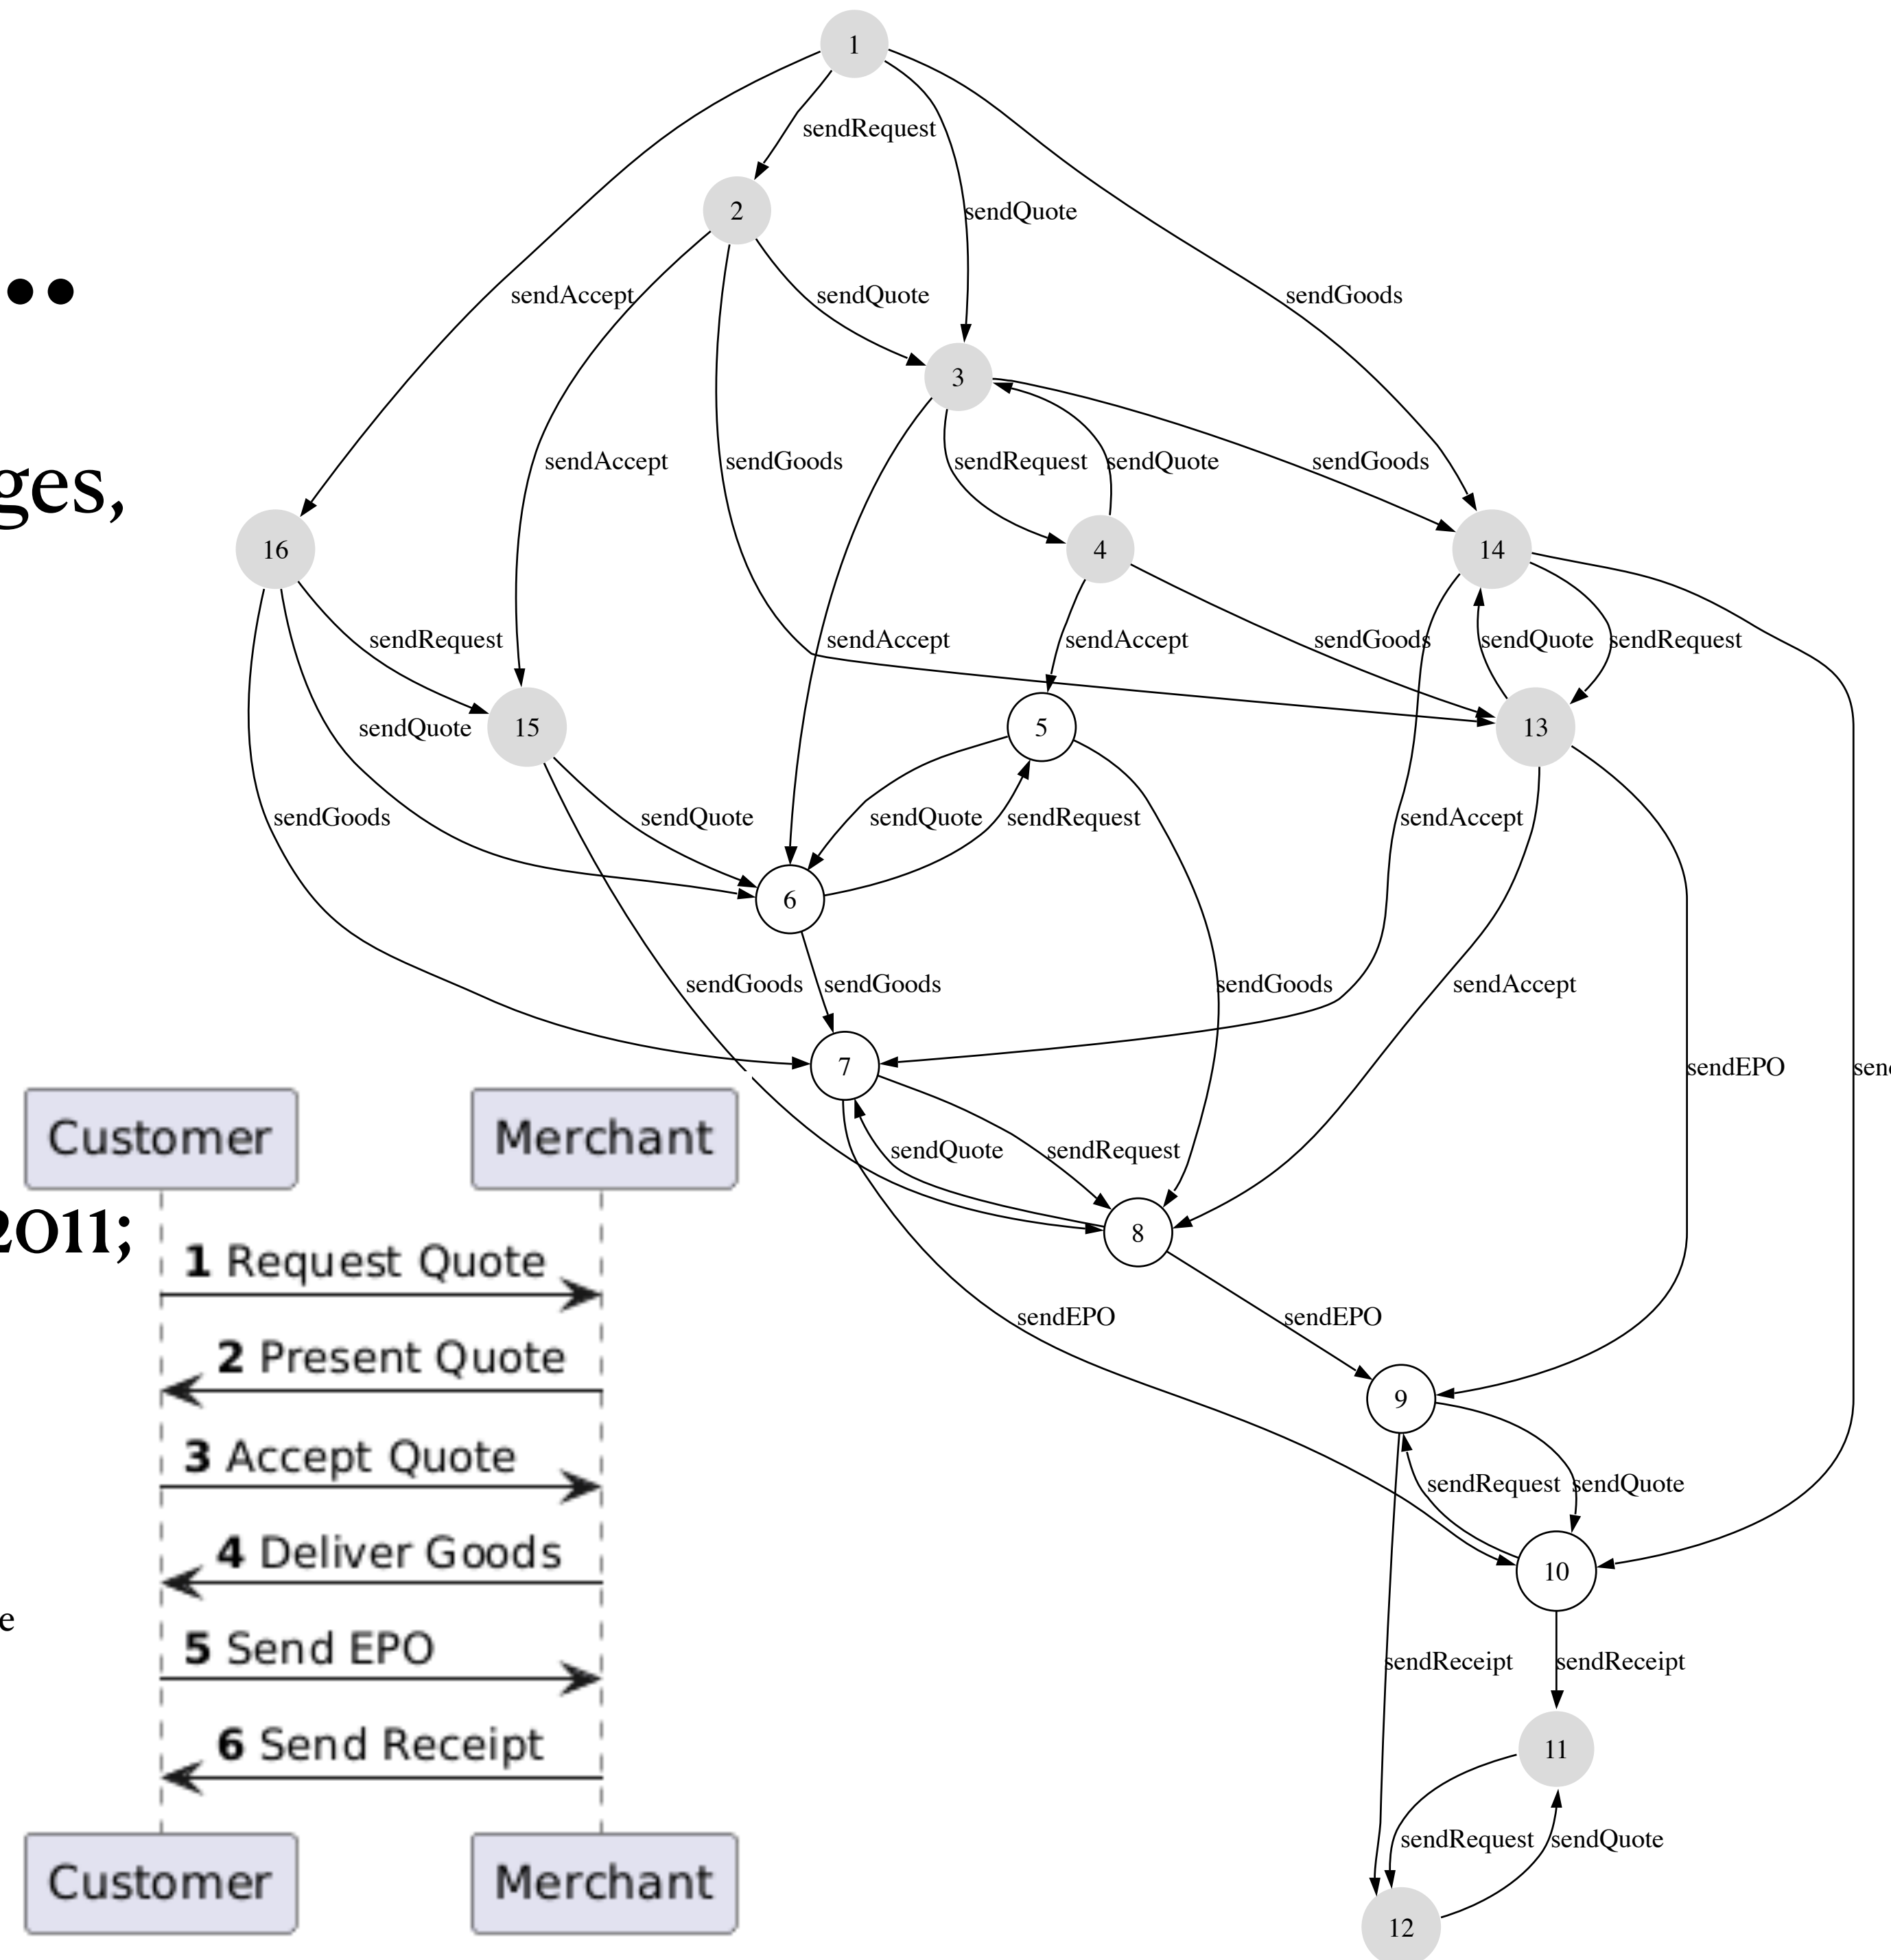 1
sendRequest
2
sendQuote
sendAccept
sendQuote
sendGoods
••
3
sendAccept
sendGoods
sendRequest
sendQuote
sendGoods
ges,
16
4
14
sendRequest
sendAccept
sendAccept
sendGoods
sendQuote
sendRequest
sendQuote
15
5
13
sendGoods
sendQuote
sendQuote
sendRequest
sendAccept
6
sendGoods
sendGoods
sendGoods
sendAccept
7
sendEPO
send
Customer
Merchant
sendQuote
sendRequest
2011;
8
1 Request Quote
sendEPO
sendEPO
2 Present Quote
9
3 Accept Quote
sendRequest
sendQuote
4 Deliver Goods
10
e
5 Send EPO
sendReceipt
sendReceipt
6 Send Receipt
11
sendRequest
sendQuote
Customer
Merchant
12